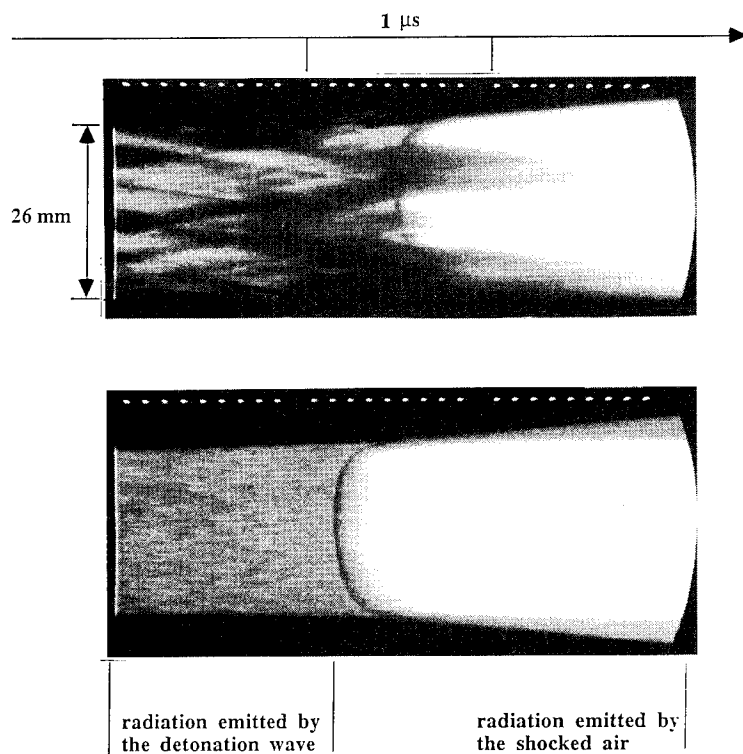 1 μs
26 mm
radiation emitted by
the detonation wave
radiation emitted by
the shocked air